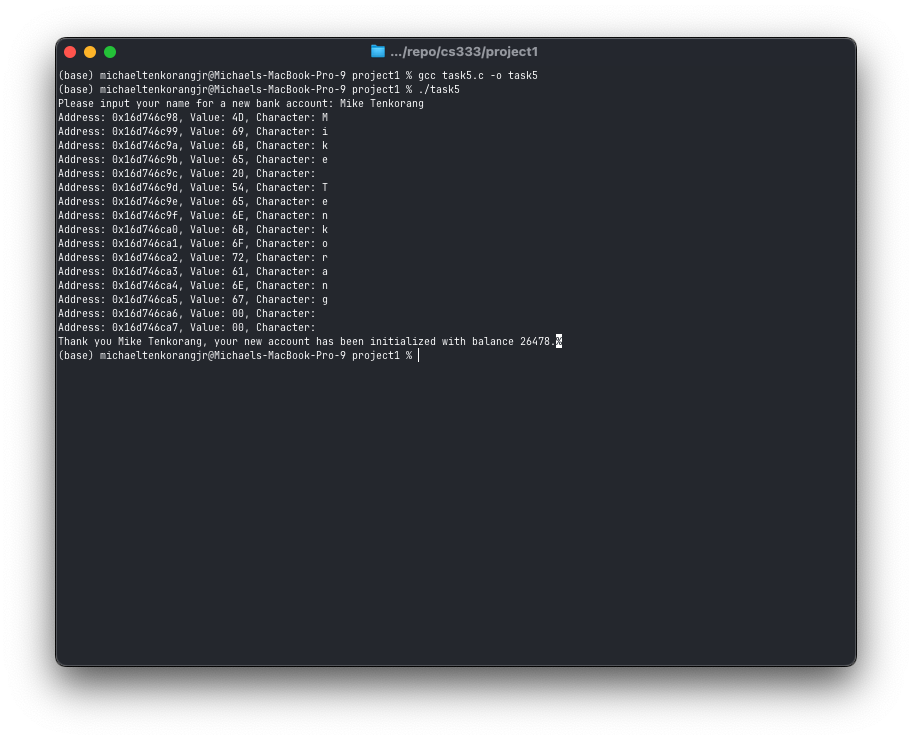 .../repo/cs333/project1
(base) michaeltenkorangjr@Michaels-MacBook-Pro-9 project1 % gcc task5.c -o task5
(base) michaeltenkorangjr@Michaels-MacBook-Pro-9 project1 % ./task5
Please input your name for a new bank account: Mike Tenkorang
Address: 0x16d746c98, Value: 4D, Character: M
Address: 0x16d746c99, Value: 69, Character: i
Address: 0x16d746c9a, Value: 6B, Character: k
Address: 0x16d746c9b, Value: 65, Character: e
Address: 0x16d746c9c, Value: 20, Character:
Address: 0x16d746c9d, Value: 54, Character: T
Address: 0x16d746c9e, Value: 65, Character: e
Address: 0x16d746c9f, Value: 6E, Character: n
Address: 0x16d746ca0, Value: 6B, Character: k
Address: 0x16d746ca1, Value: 6F, Character: o
Address: 0x16d746ca2, Value: 72, Character: r
Address: 0x16d746ca3, Value: 61, Character: a
Address: 0x16d746ca4, Value: 6E, Character: n
Address: 0x16d746ca5, Value: 67, Character: g
Address: 0x16d746ca6, Value: 00, Character:
Address: 0x16d746ca7, Value: 00, Character:
Thank you Mike Tenkorang, your new account has been initialized with balance 26478.%
(base) michaeltenkorangjr@Michaels-MacBook-Pro-9 project1 %